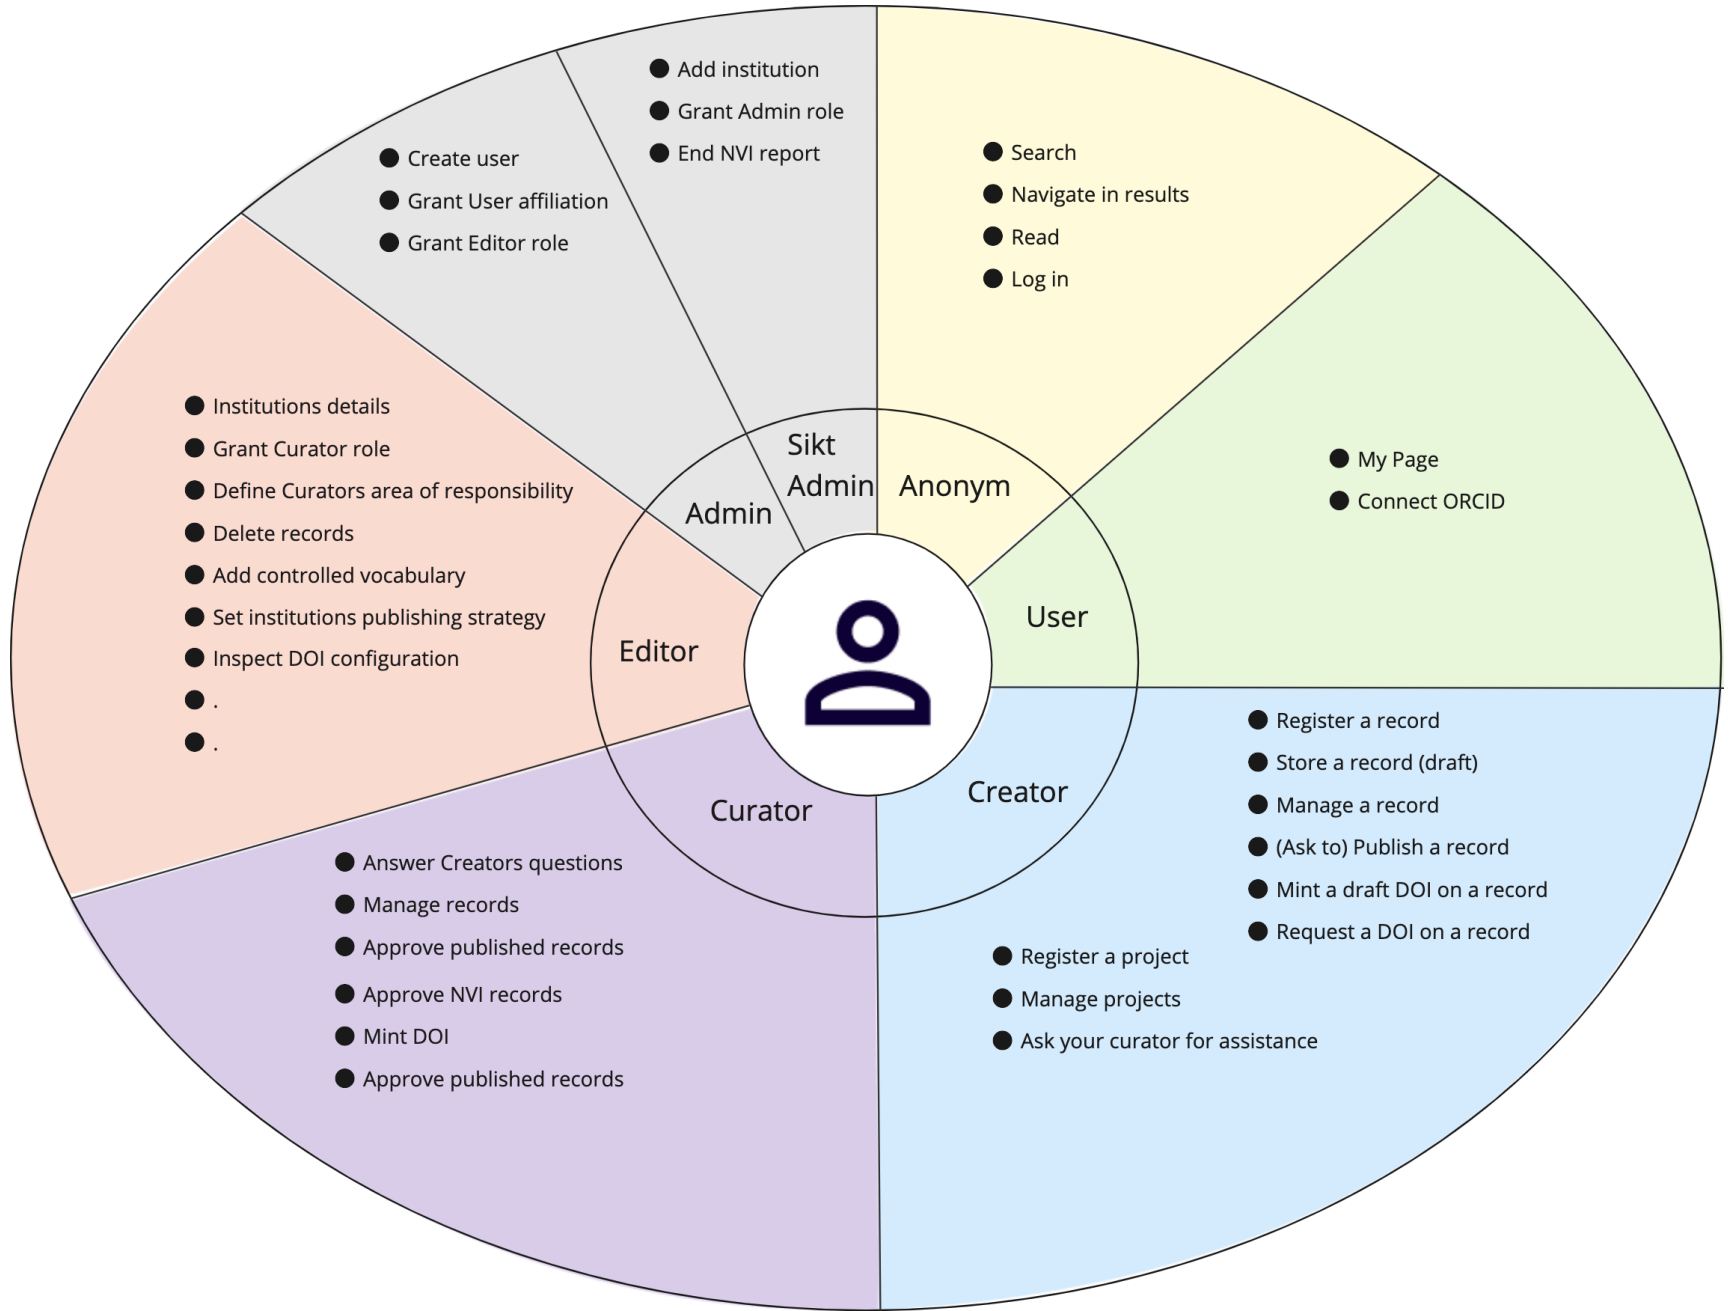 Add institution
Grant Admin role
End NVI report
Create user
Grant User affiliation
Grant Editor role
Search
Navigate in results
Read
Log in
Institutions details
Grant Curator role
Define Curators area of responsibility
Delete records
Add controlled vocabulary
Set institutions publishing strategy
Inspect DOI configuration
.
.
My Page
Connect ORCID
Sikt
Admin
Anonym
Admin
User
Editor
Creator
Curator
Register a record
Store a record (draft)
Manage a record
(Ask to) Publish a record
Mint a draft DOI on a record
Request a DOI on a record
Register a project
Manage projects
Ask your curator for assistance
Answer Creators questions
Manage records
Approve published records
Approve NVI records
Mint DOI
Approve published records